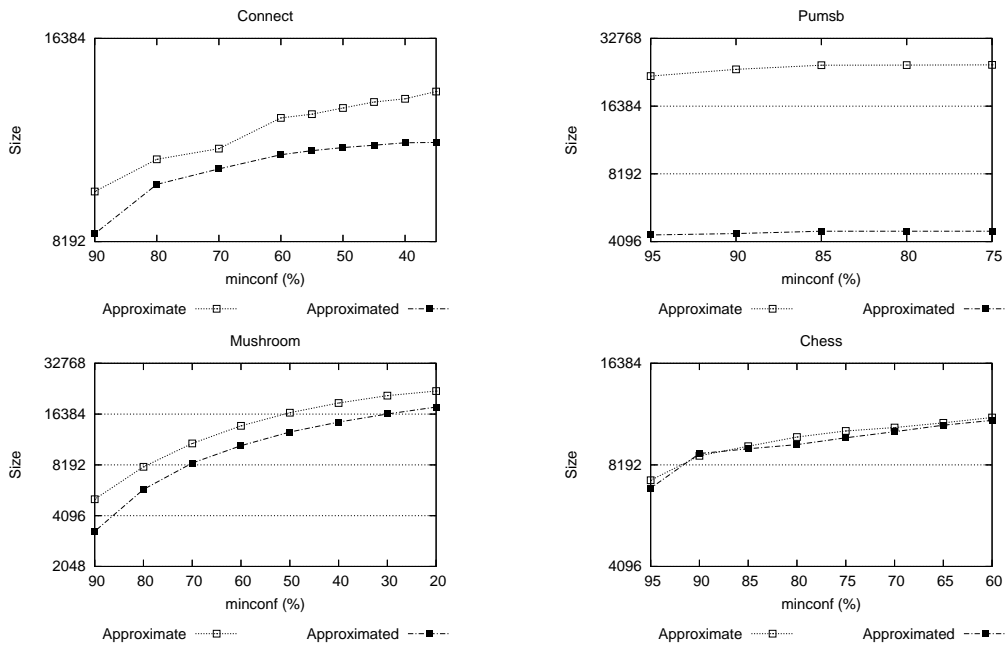 Connect
16384
8192
Size
90 80 70 60 50 40
minconf (%)
Approximate
Approximated
Pumsb
32768
16384
8192
4096
Size
95 90 85 80 75
minconf (%)
Approximate
Approximated
Mushroom
32768
16384
8192
4096
2048
Size
90 80 70 60 50 40 30 20
minconf (%)
Approximate
Approximated
Chess
16384
8192
4096
Size
95 90 85 80 75 70 65 60
minconf (%)
Approximate
Approximated